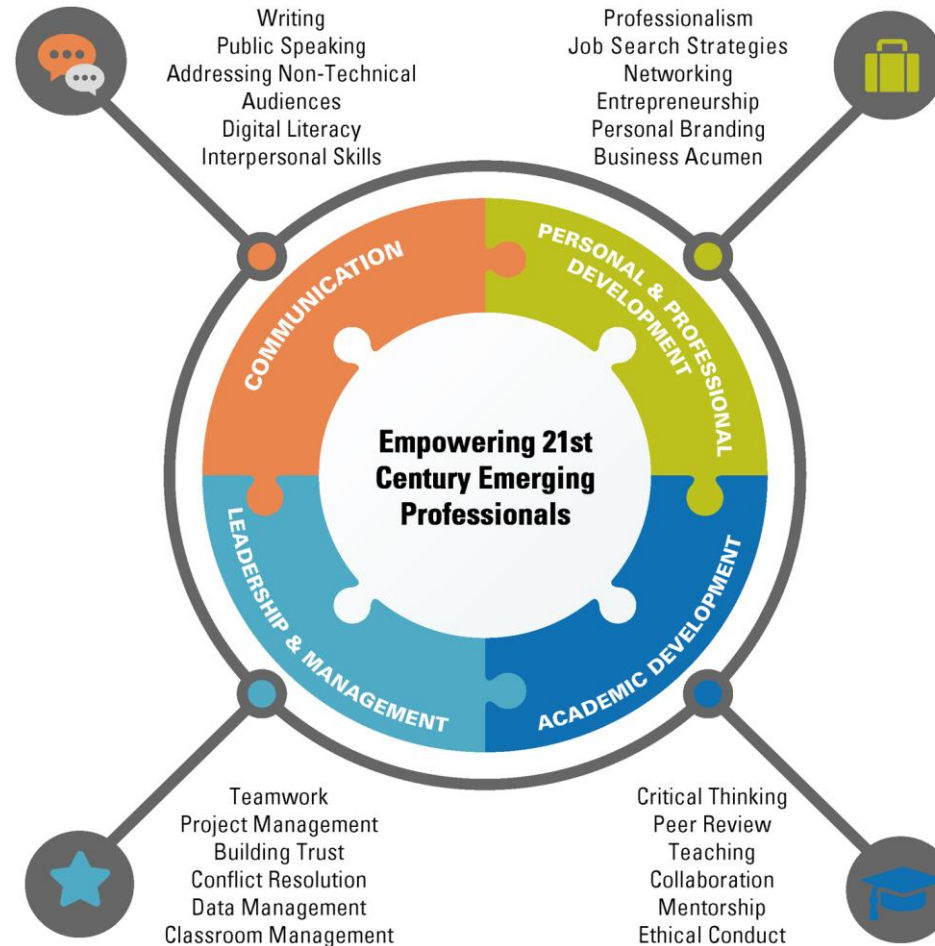 Writing
Public Speaking
Addressing Non-Technical
Audiences
Digital Literacy
Interpersonal Skills
Professionalism
Job Search Strategies
Networking
Entrepreneurship
Personal Branding
Business Acumen
COMMUNICATION
PERSONAL & PROFESSIONAL
DEVELOPMENT
Empowering 21st
Century Emerging
Professionals
LEADERSHIP & MANAGEMENT
ACADEMIC DEVELOPMENT
Teamwork
Project Management
Building Trust
Conflict Resolution
Data Management
Classroom Management
Critical Thinking
Peer Review
Teaching
Collaboration
Mentorship
Ethical Conduct